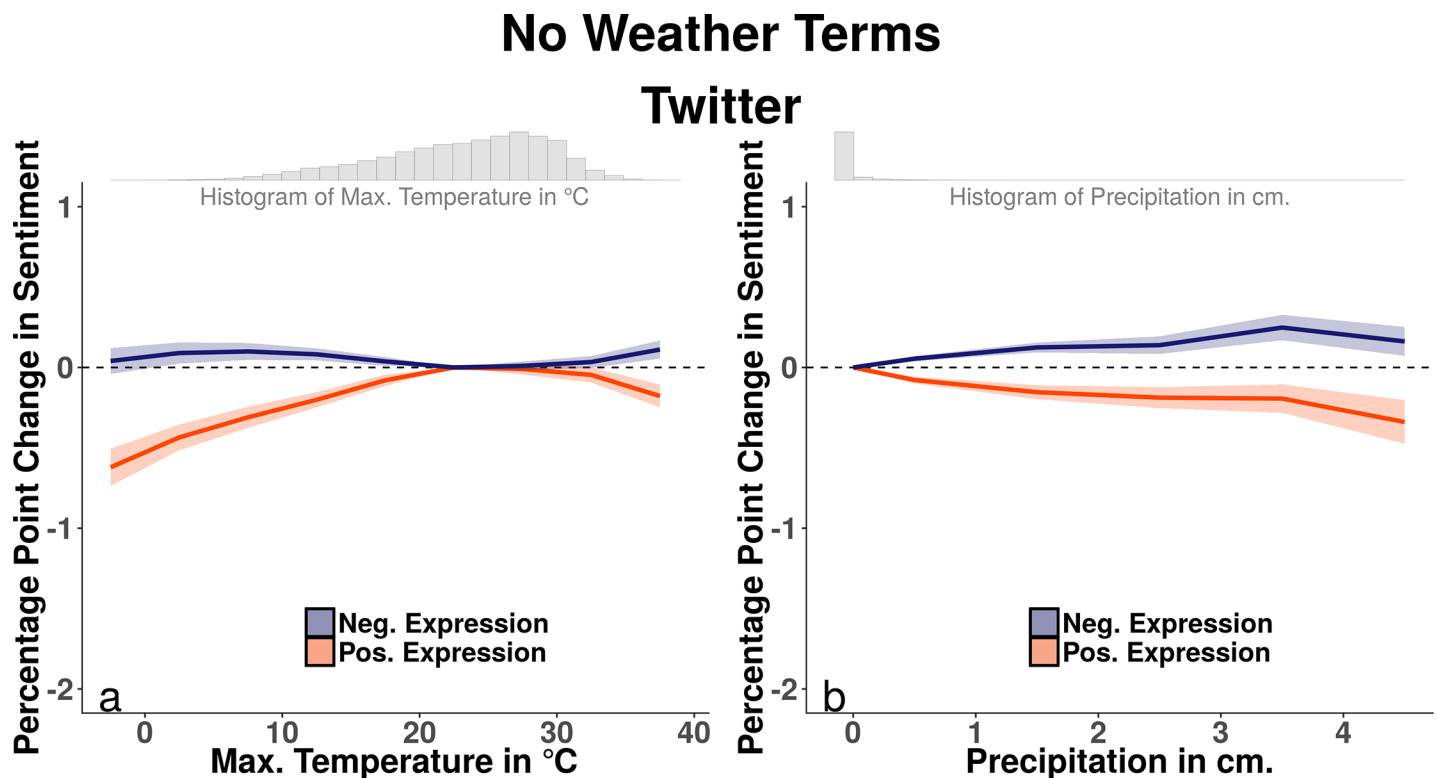 No Weather Terms
Twitter
Histogram of Max. Temperature in °C
Percentage Point Change in Sentiment
1
0
-1
-2
Neg. Expression
Pos. Expression
a
0 10 20 30 40
Max. Temperature in °C
Histogram of Precipitation in cm.
Percentage Point Change in Sentiment
1
0
-1
-2
Neg. Expression
Pos. Expression
b
0 1 2 3 4
Precipitation in cm.